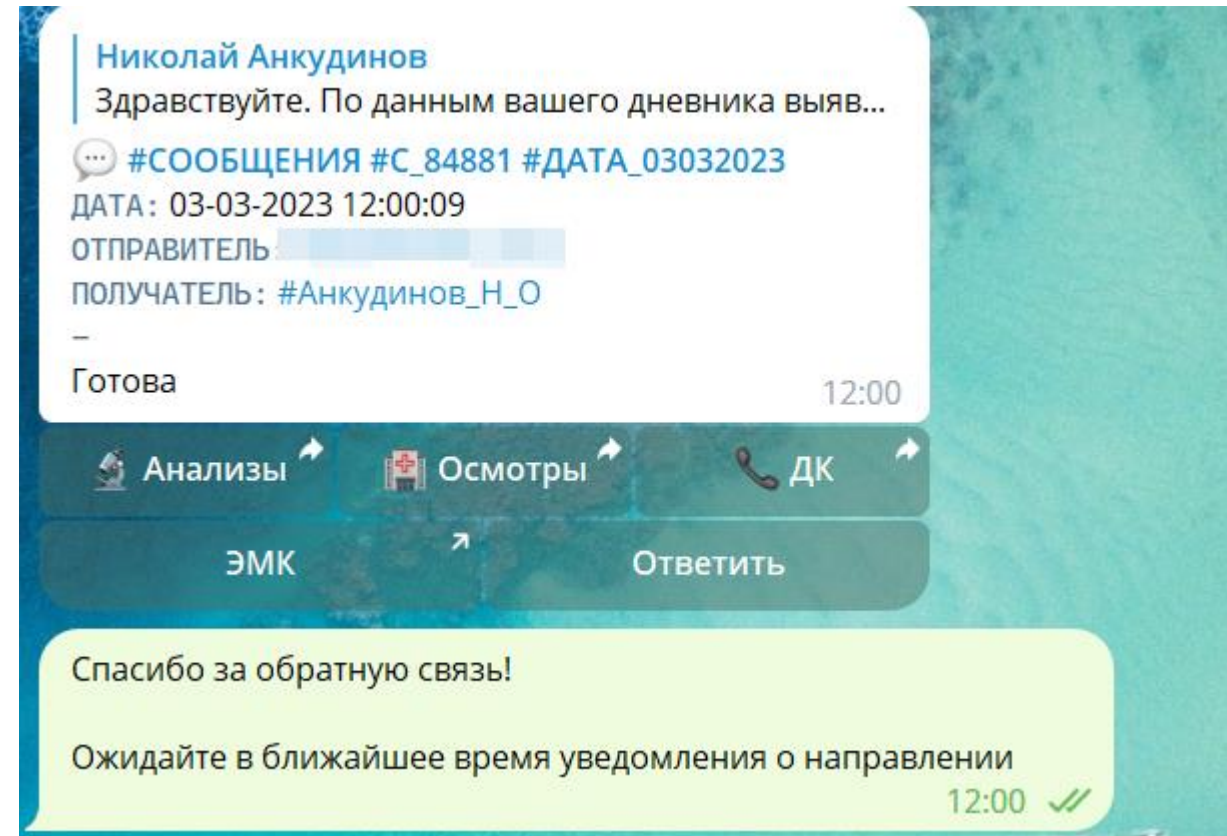 Николай Анкудинов
Здравствуйте. По данным вашего дневника выяв...
#СООБЩЕНИЯ #С_84881 #ДАТА_03032023
ДАТА: 03-03-2023 12:00:09
ОТПРАВИТЕЛЬ
ПОЛУЧАТЕЛЬ: #Анкудинов_Н_О
–
Готова
12:00
Анализы Осмотры ДК
ЭМК Ответить
Спасибо за обратную связь!
Ожидайте в ближайшее время уведомления о направлении
12:00